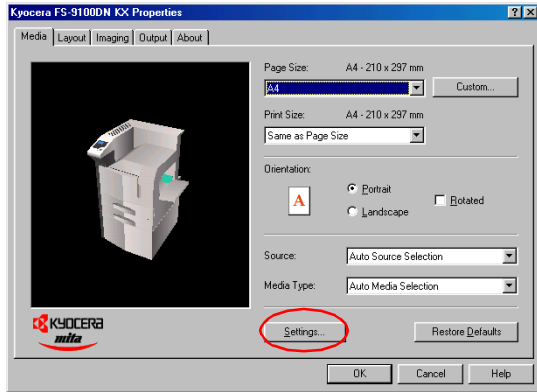 Kyocera FS-9100DN KX Properties
Media Layout Imaging Output About
Page Size: A4 - 210 x 297 mm
A4 Custom...
Print Size: A4 - 210 x 297 mm
Same as Page Size
Orientation:
A Portrait Rotated
Landscape
Source: Auto Source Selection
Media Type: Auto Media Selection
KYOCERA
mita
Settings... Restore Defaults
OK Cancel Help